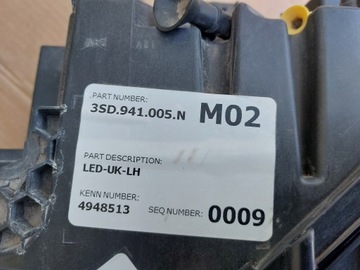 PART NUMBER:
3SD.941.005.N M02
PART DESCRIPTION:
LED-UK-LH
KENN NUMBER:
4948513 SEQ NUMBER: 0009